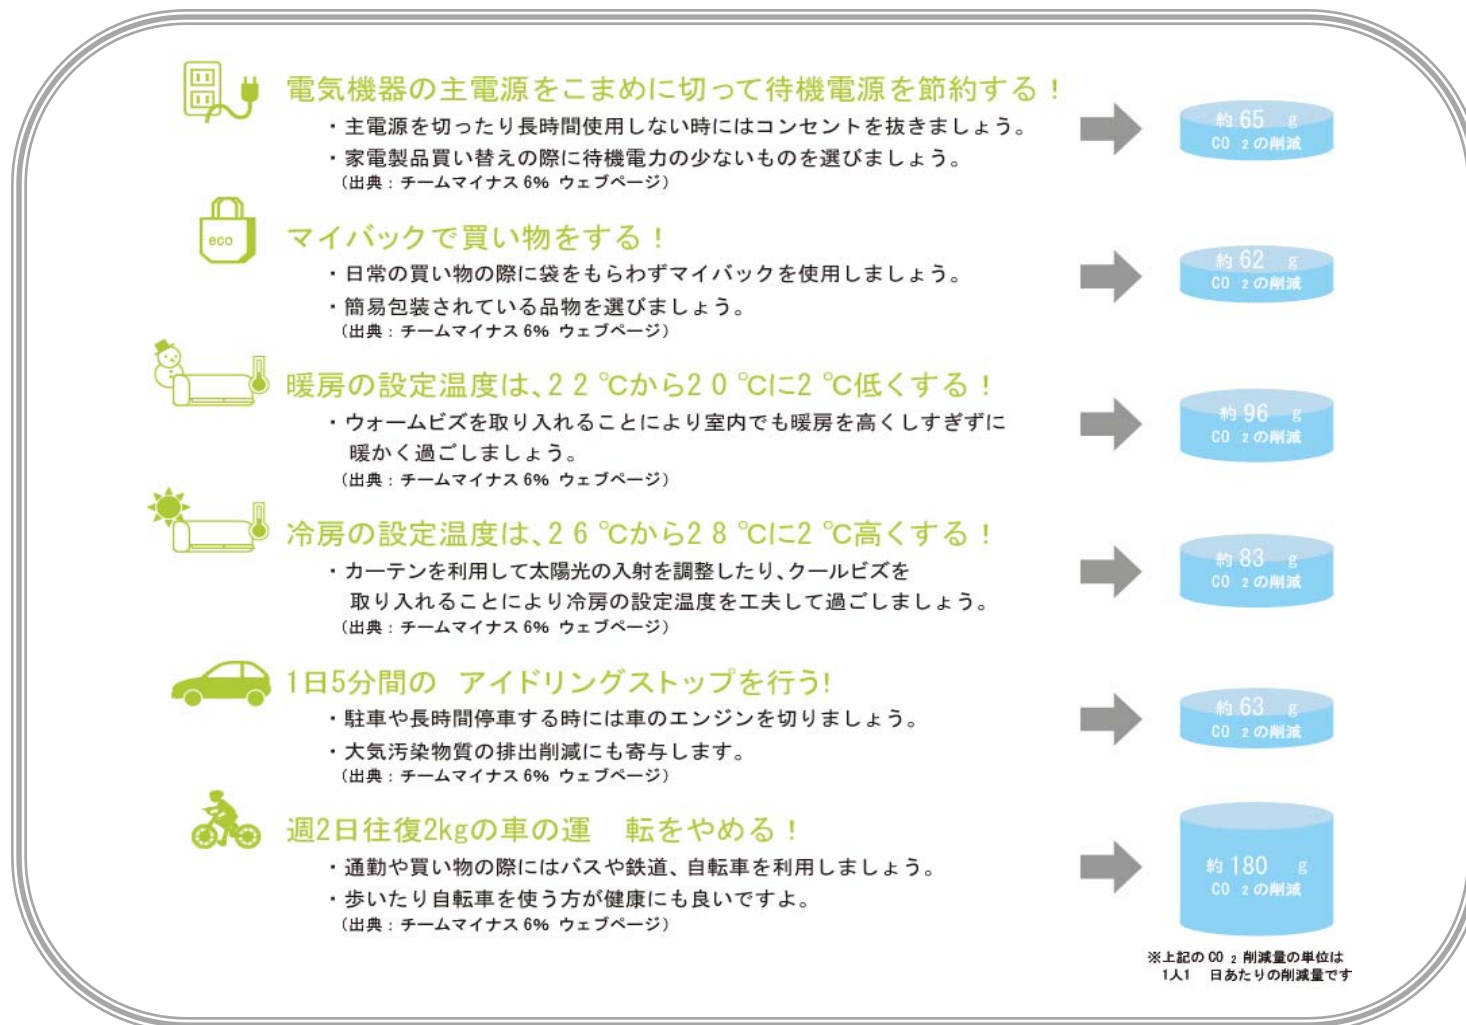 電気機器の主電源をこまめに切って待機電源を節約する!
・主電源を切ったり長時間使用しない時にはコンセントを抜きましょう。
・家電製品買い替えの際に待機電力の少ないものを選びましょう。
(出典:チームマイナス6% ウェブページ)
約 65 g
CO 2 の削減
eco
マイバックで買い物をする!
・日常の買い物の際に袋をもらわずマイバックを使用しましょう。
・簡易包装されている品物を選びましょう。
(出典:チームマイナス6% ウェブページ)
約 62 g
CO 2 の削減
暖房の設定温度は、22℃から20℃に2℃低くする!
・ウォームビズを取り入れることにより室内でも暖房を高くしすぎずに
暖かく過ごしましょう。
(出典:チームマイナス6% ウェブページ)
約 96 g
CO 2 の削減
冷房の設定温度は、26℃から28℃に2℃高くする!
・カーテンを利用して太陽光の入射を調整したり、クールビズを
取り入れることにより冷房の設定温度を工夫して過ごしましょう。
(出典:チームマイナス6% ウェブページ)
約 83 g
CO 2 の削減
1日5分間の アイドリングストップを行う!
・駐車や長時間停車する時には車のエンジンを切りましょう。
・大気汚染物質の排出削減にも寄与します。
(出典:チームマイナス6% ウェブページ)
約 63 g
CO 2 の削減
週2日往復2kgの車の運 転をやめる!
・通勤や買い物の際にはバスや鉄道、自転車を利用しましょう。
・歩いたり自転車を使う方が健康にも良いですよ。
(出典:チームマイナス6% ウェブページ)
約 180 g
CO 2 の削減
※上記の CO 2 削減量の単位は
1人1 日あたりの削減量です